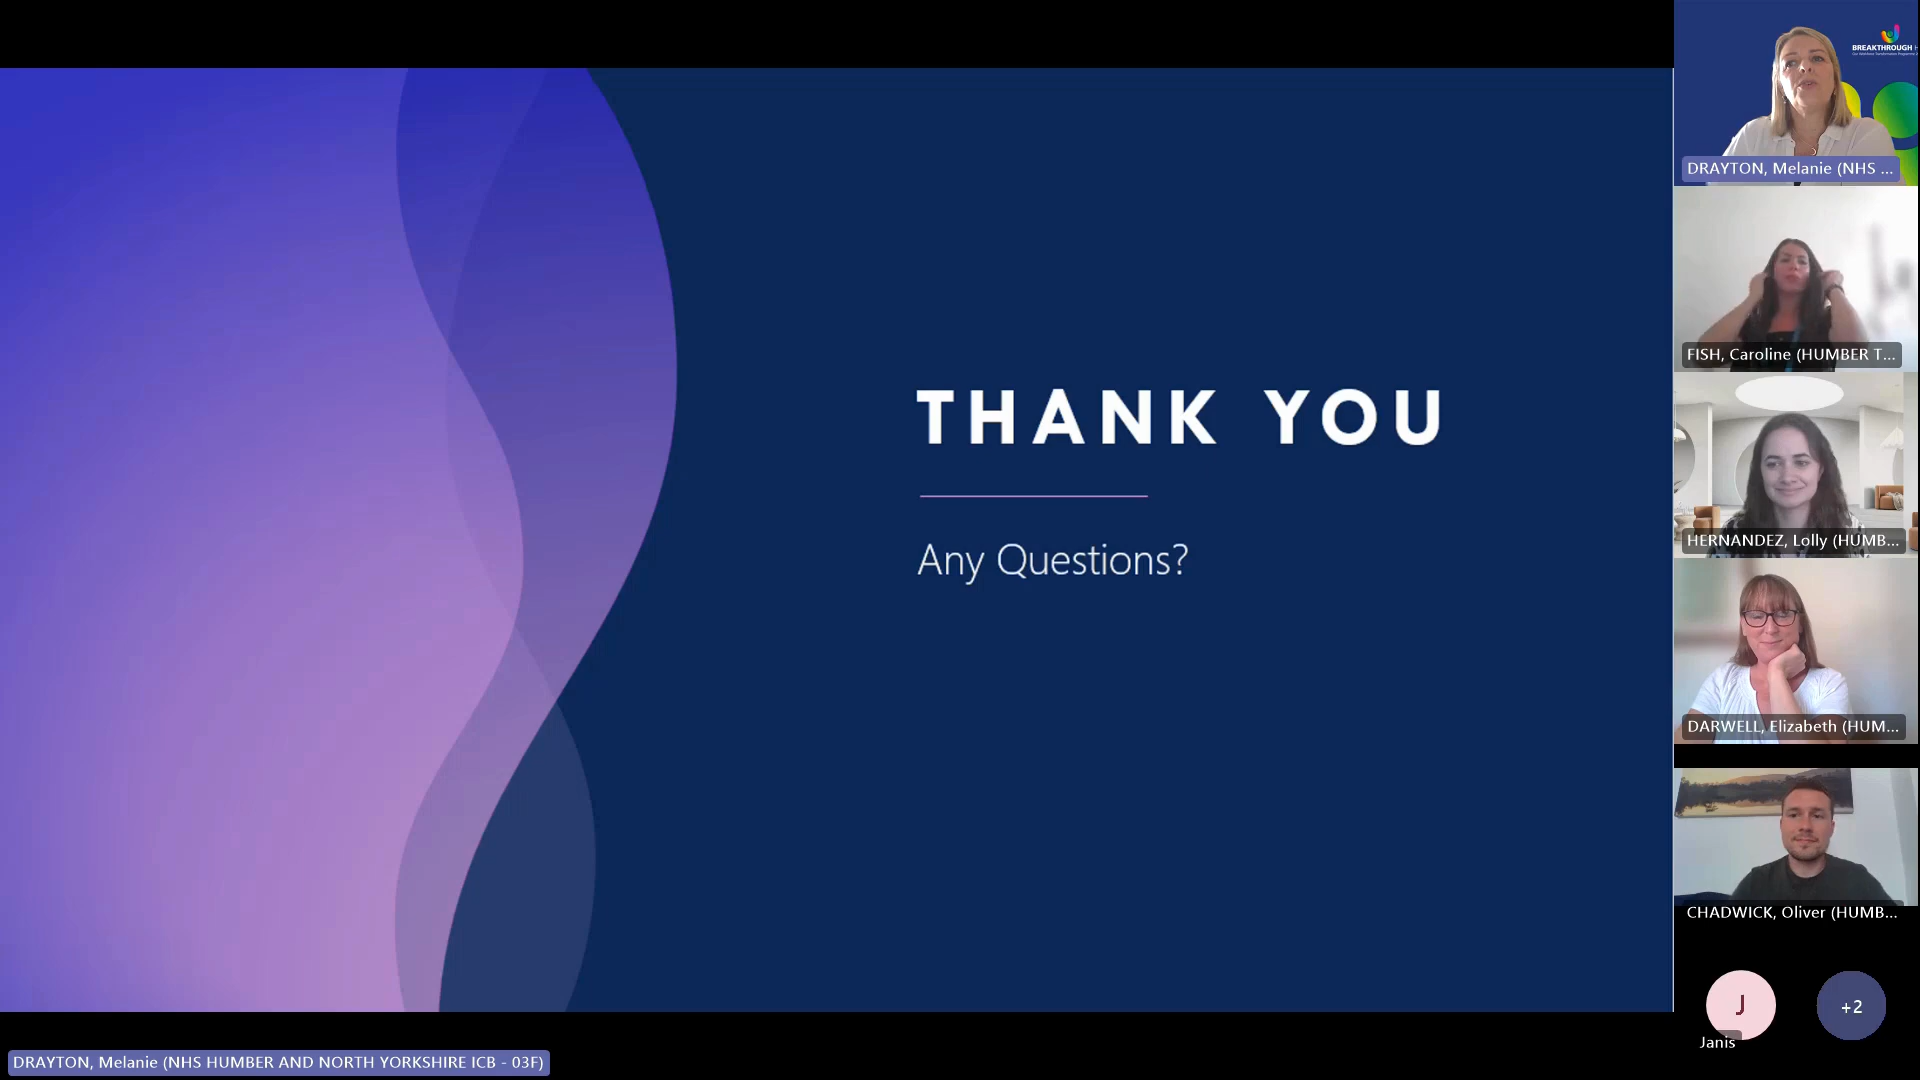 THANK YOU
Any Questions?
BREAKTHROUGH H
DRAYTON, Melanie (NHS ...
FISH, Caroline (HUMBER T...
HERNANDEZ, Lolly (HUMB...
DARWELL, Elizabeth (HUM...
CHADWICK, Oliver (HUMB...
J
+2
Janis
DRAYTON, Melanie (NHS HUMBER AND NORTH YORKSHIRE ICB - 03F)